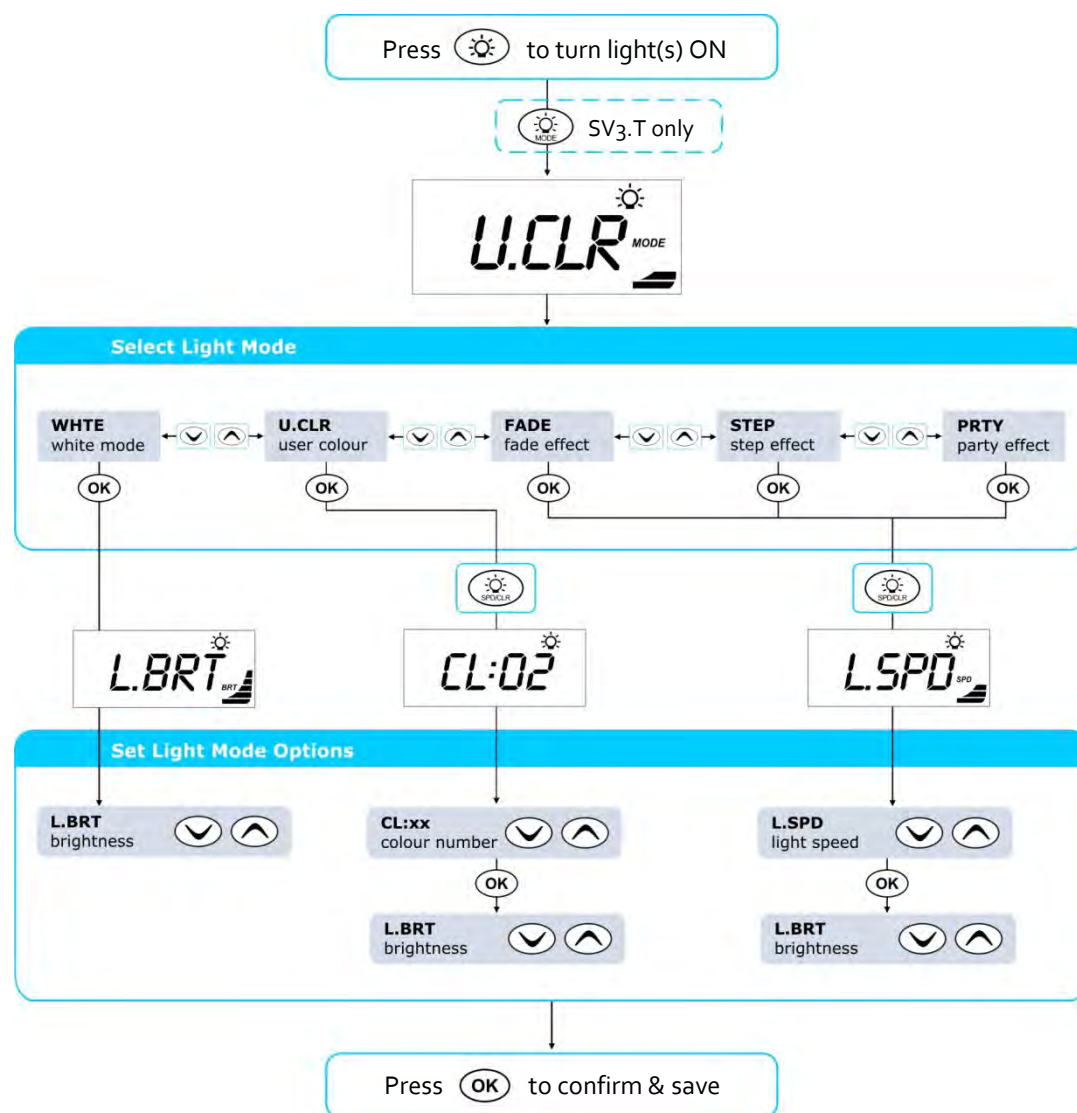 Press to turn light(s) ON
MODE
SV3.T only
U.CLR MODE
Select Light Mode
WHTE
white mode
U.CLR
user colour
FADE
fade effect
STEP
step effect
PRTY
party effect
OK
OK
OK
OK
OK
SPD/CLR
SPD/CLR
L.BRT BRT
CL:02
L.SPD SPD
Set Light Mode Options
L.BRT
brightness
CL:xx
colour number
L.SPD
light speed
OK
OK
L.BRT
brightness
L.BRT
brightness
Press OK to confirm & save